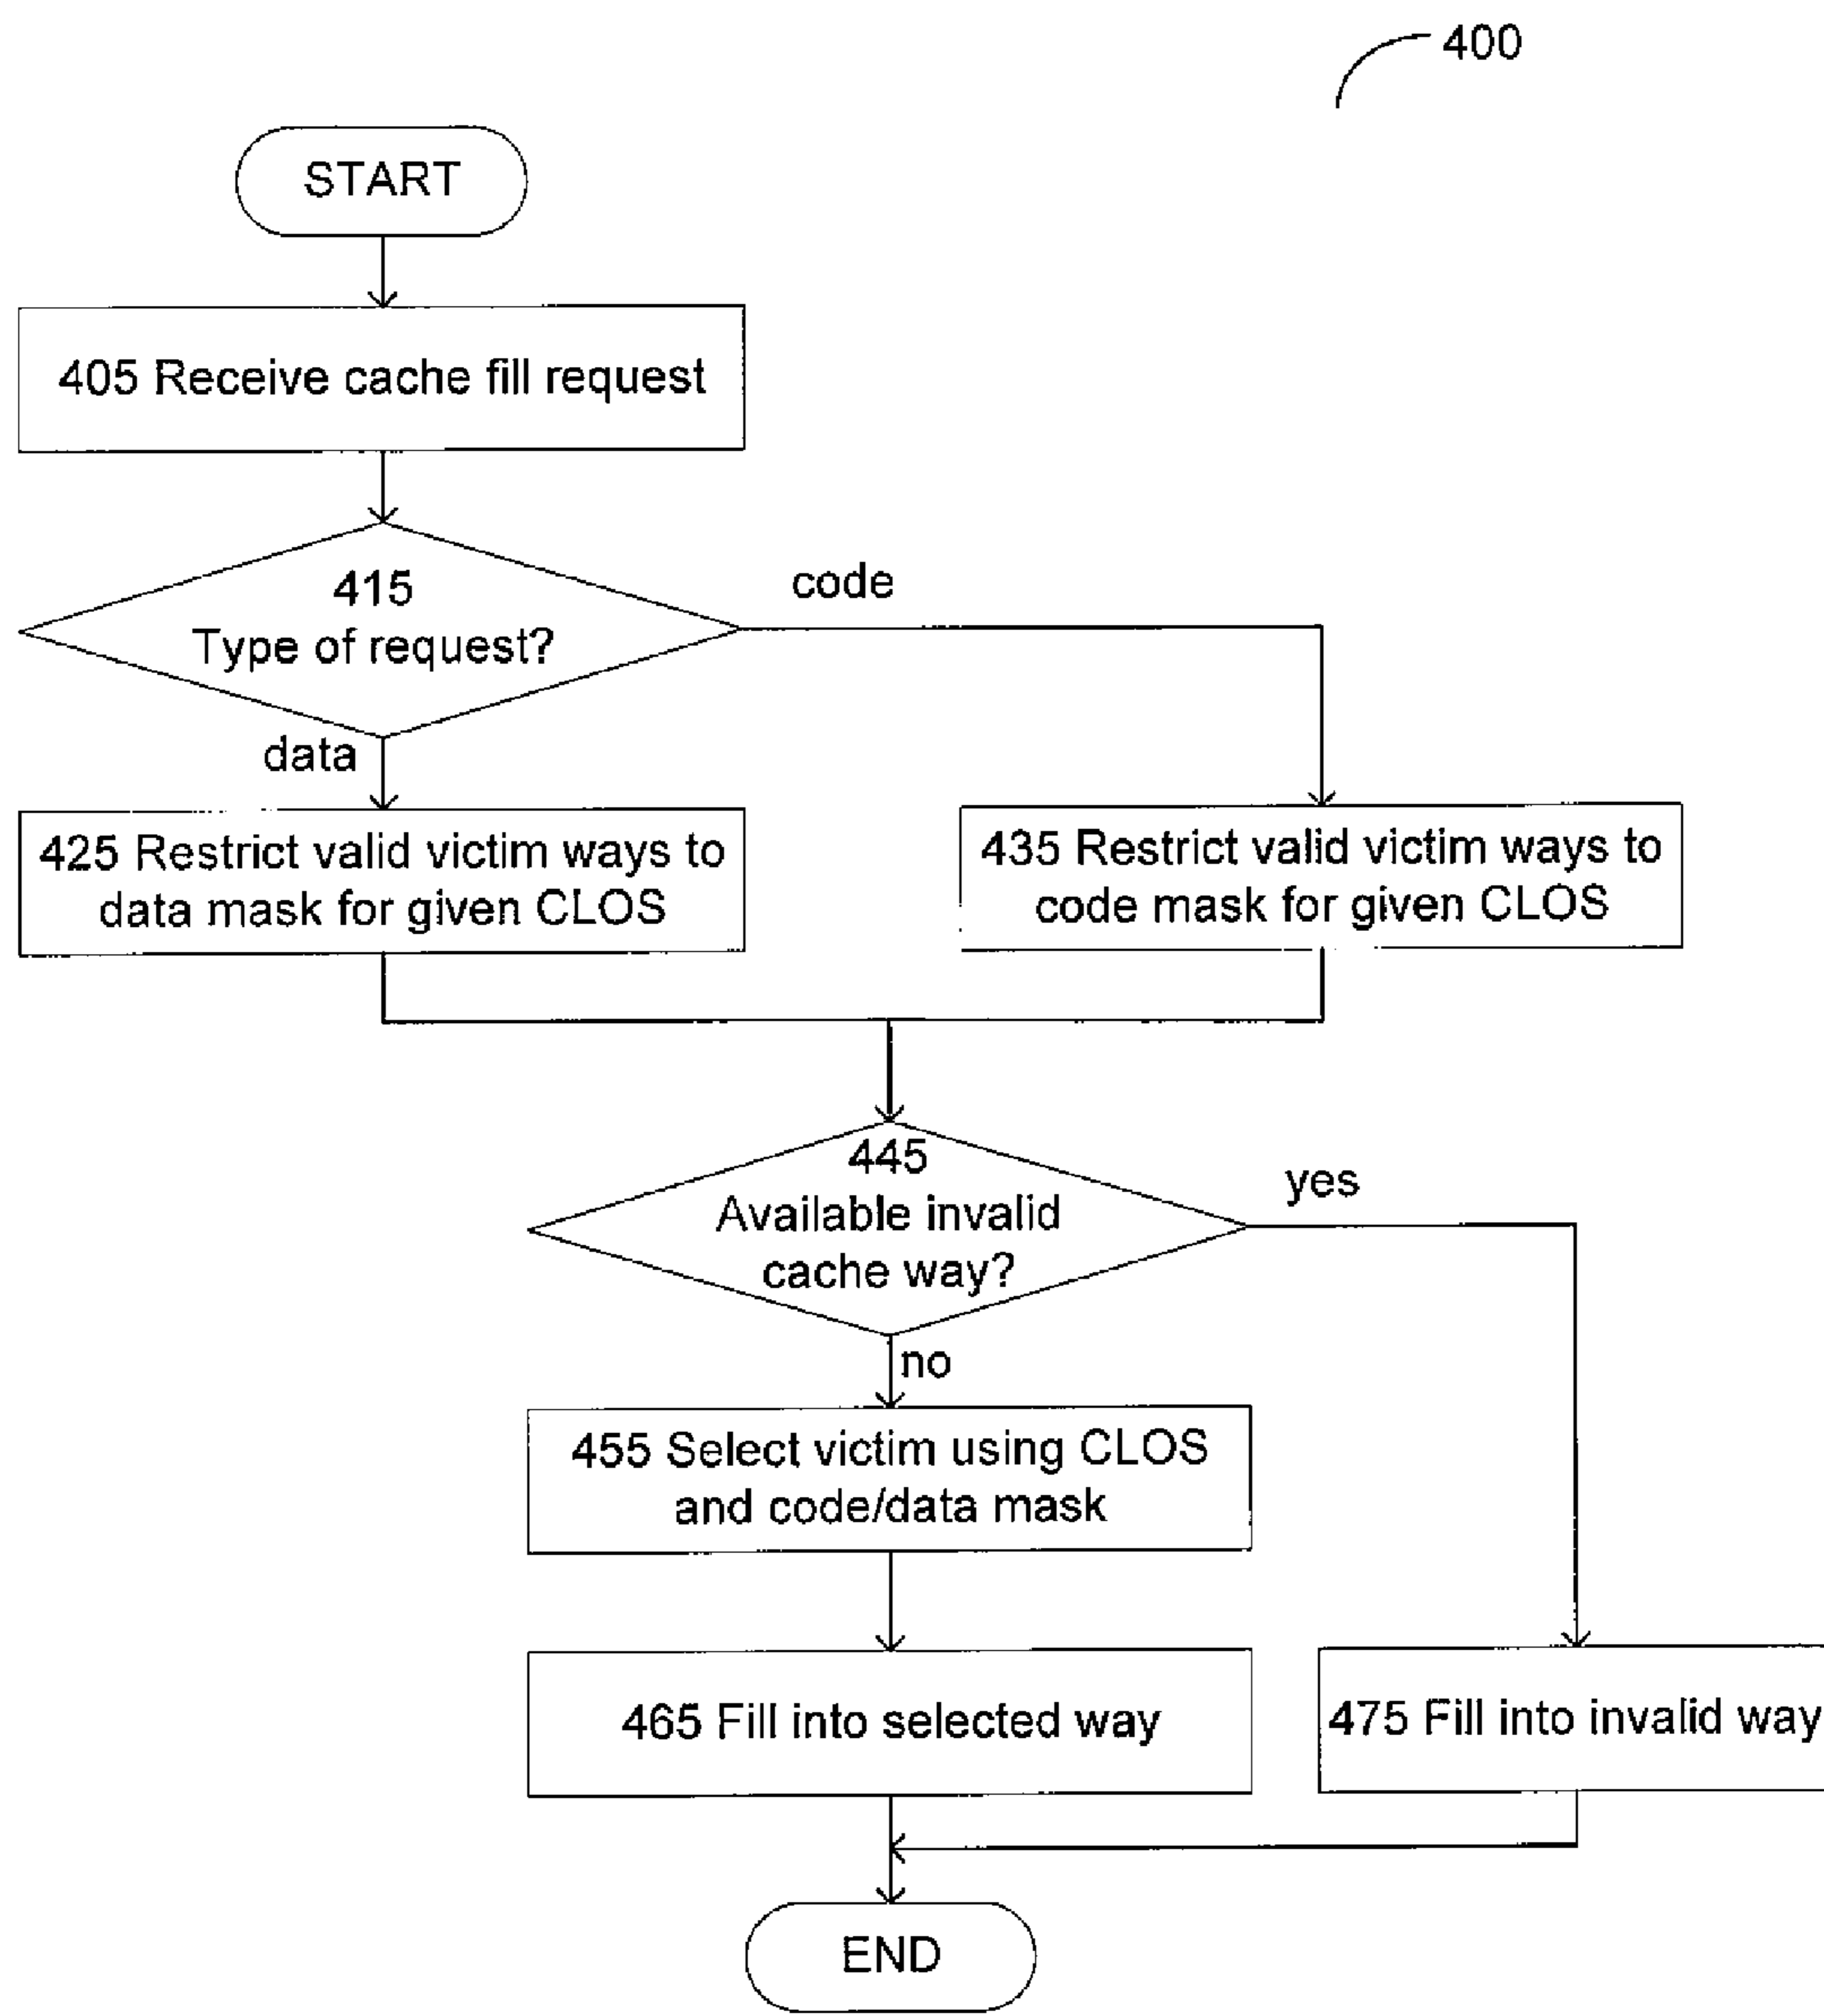 400
START
405 Receive cache fill request
415
Type of request?
code
data
425 Restrict valid victim ways to
data mask for given CLOS
435 Restrict valid victim ways to
code mask for given CLOS
445
Available invalid
cache way?
yes
no
455 Select victim using CLOS
and code/data mask
465 Fill into selected way
475 Fill into invalid way
END